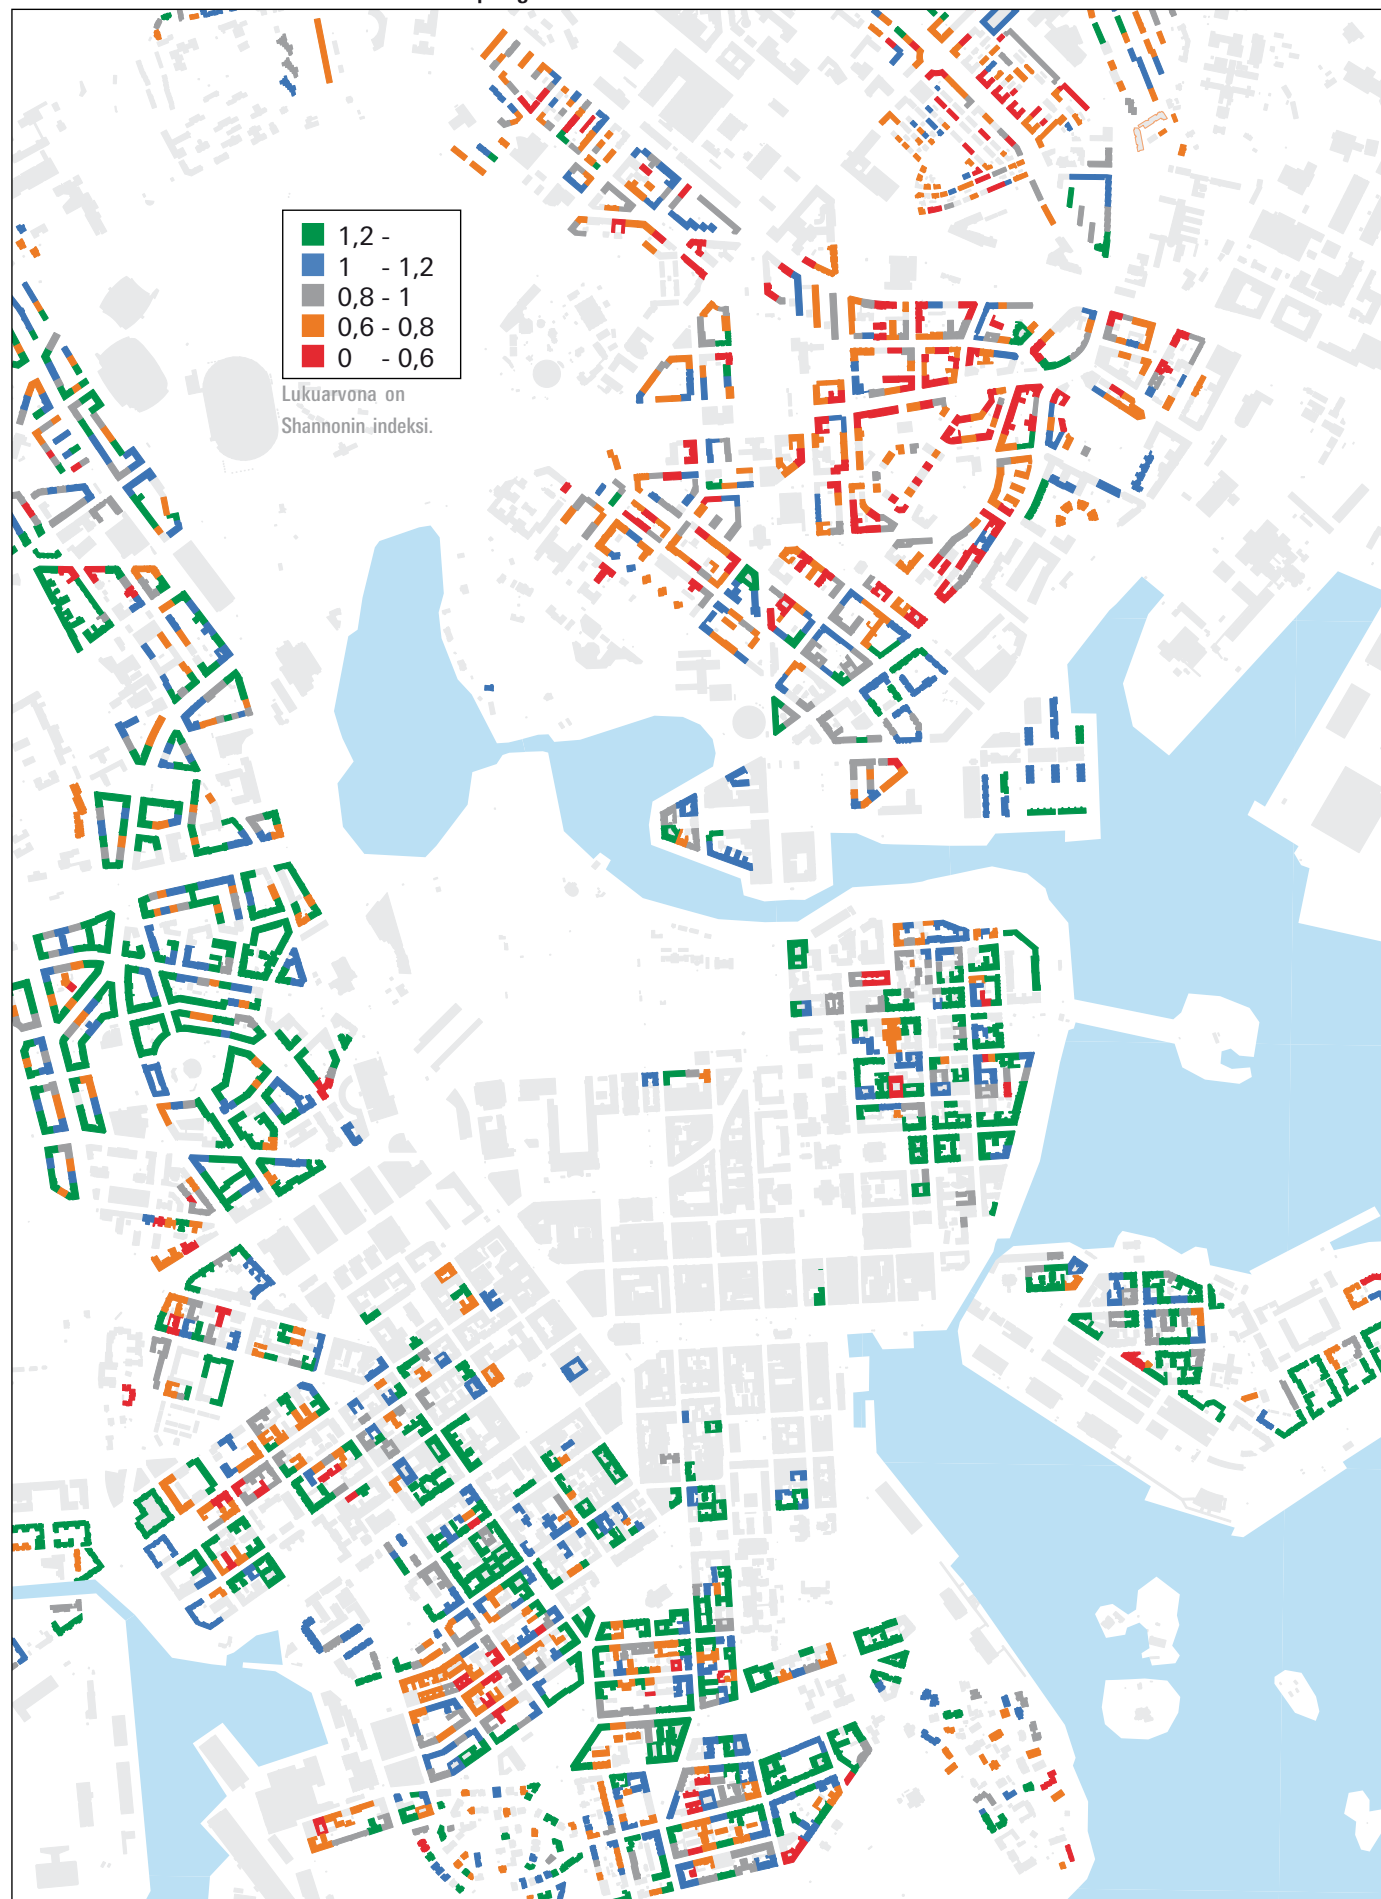 1,2 -
1 - 1,2
0,8 - 1
0,6 - 0,8
0 - 0,6
Lukuarvona on
Shannonin indeksi.